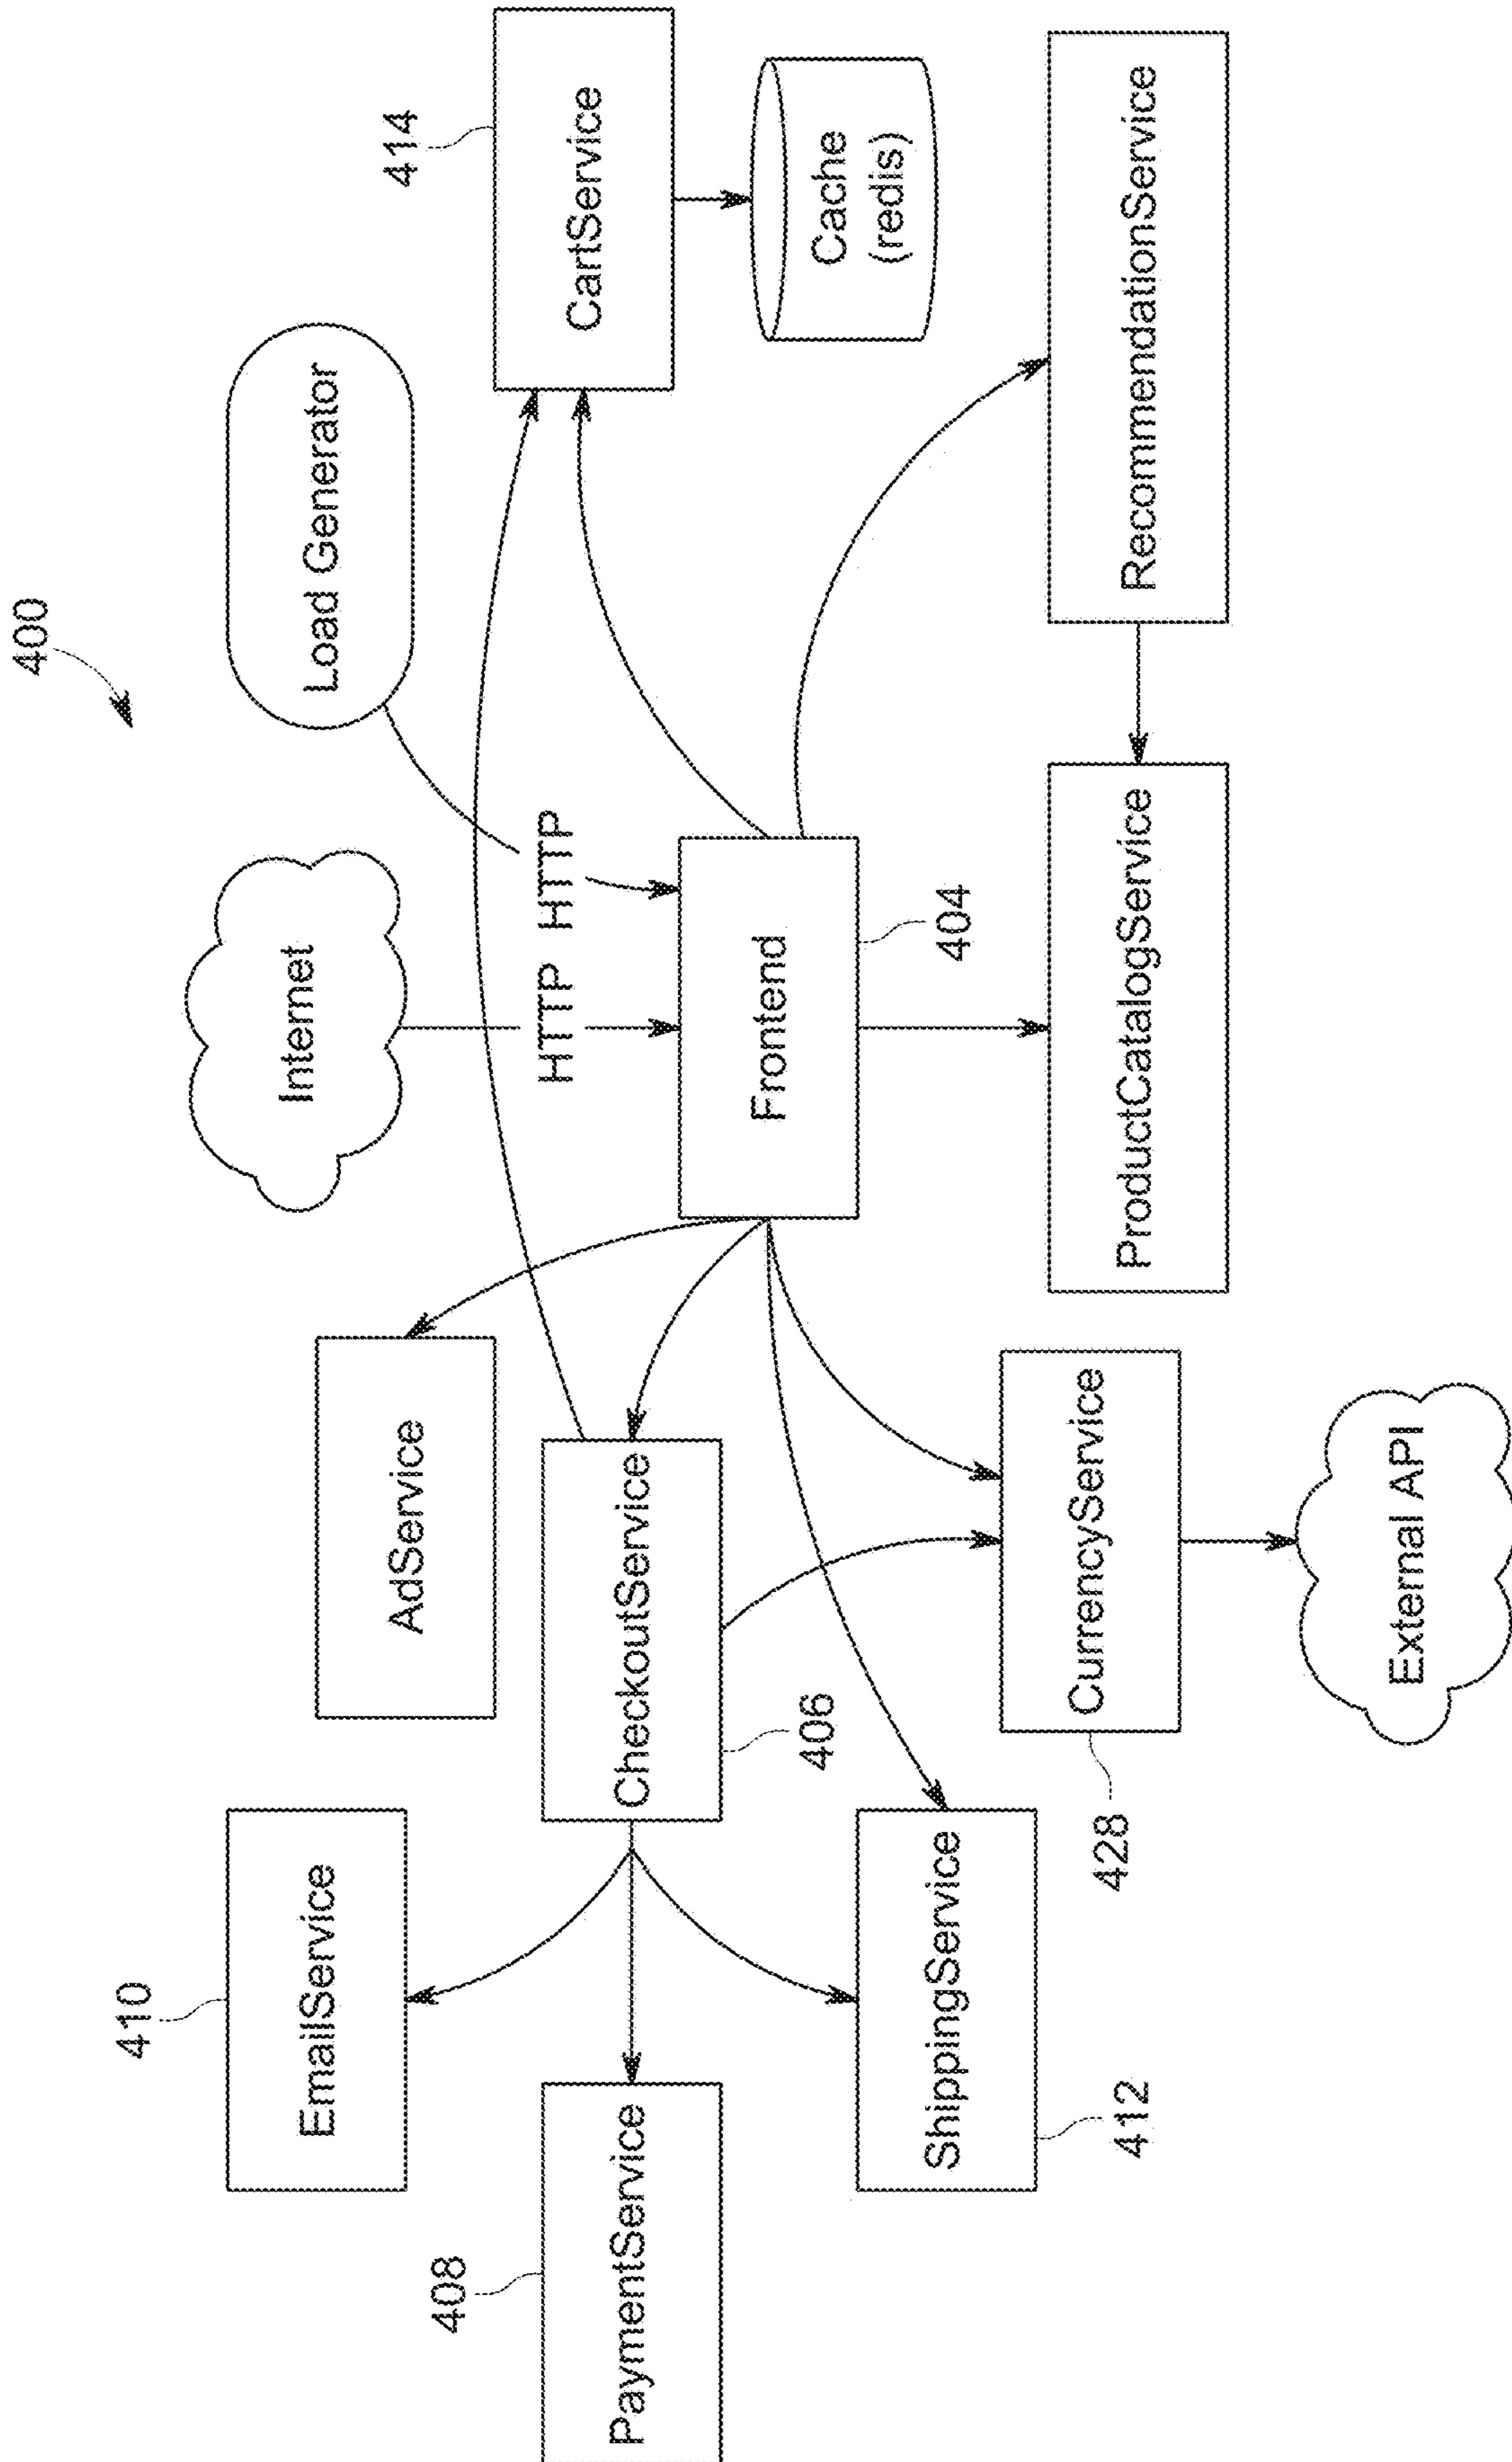 400
410
EmailService
Internet
Load Generator
414
AdService
408
HTTP HTTP
CartService
PaymentService
CheckoutService
Frontend
406
Cache
(redis)
404
ShippingService
412
CurrencyService
428
ProductCatalogService
RecommendationService
External API